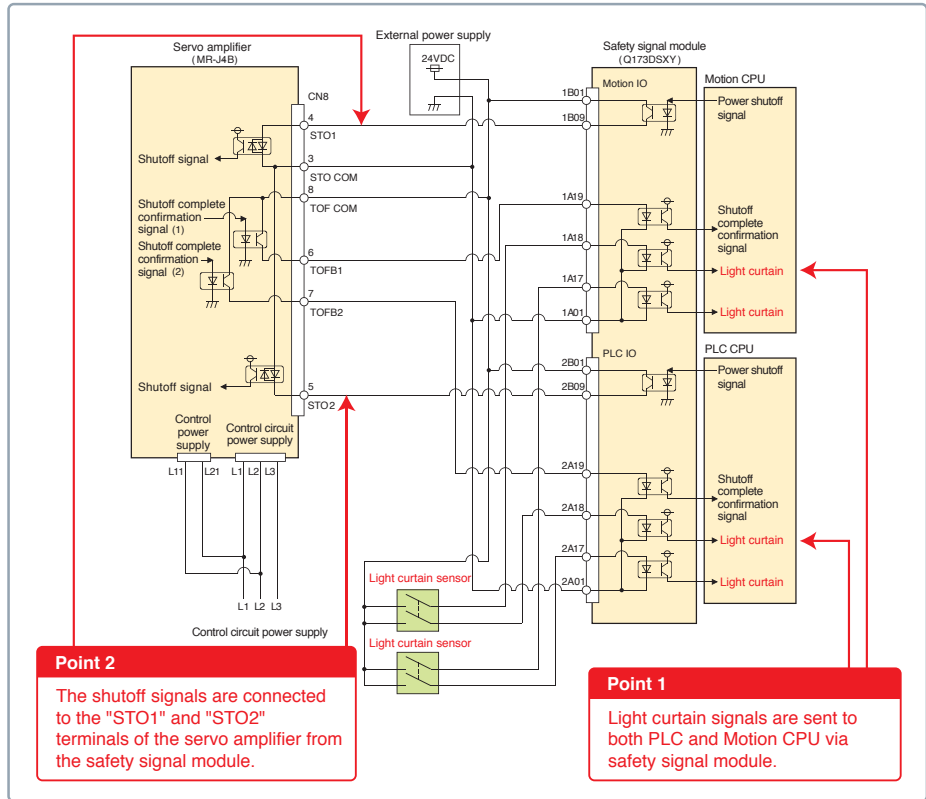 External power supply
24VDC
Servo amplifier
(MR-J4B)
CN8
4
STO1
Shutoff signal
3
STO COM
8
TOF COM
Shutoff complete
confirmation
signal (1)
Shutoff complete
confirmation
signal (2)
6
TOFB1
7
TOFB2
Shutoff signal
5
STO2
Control
power
supply
Control circuit
power supply
L11 L21 L1 L2 L3
L1 L2 L3
Control circuit power supply
Light curtain sensor
Light curtain sensor
Safety signal module
(Q173DSXY)
Motion IO
1B01
1B09
1A19
1A18
1A17
1A01
PLC IO
2B01
2B09
2A19
2A18
2A17
2A01
Motion CPU
Power shutoff
signal
Shutoff
complete
confirmation
signal
Light curtain
Light curtain
PLC CPU
Power shutoff
signal
Shutoff
complete
confirmation
signal
Light curtain
Light curtain
Point 2
The shutoff signals are connected
to the "STO1" and "STO2"
terminals of the servo amplifier from
the safety signal module.
Point 1
Light curtain signals are sent to
both PLC and Motion CPU via
safety signal module.